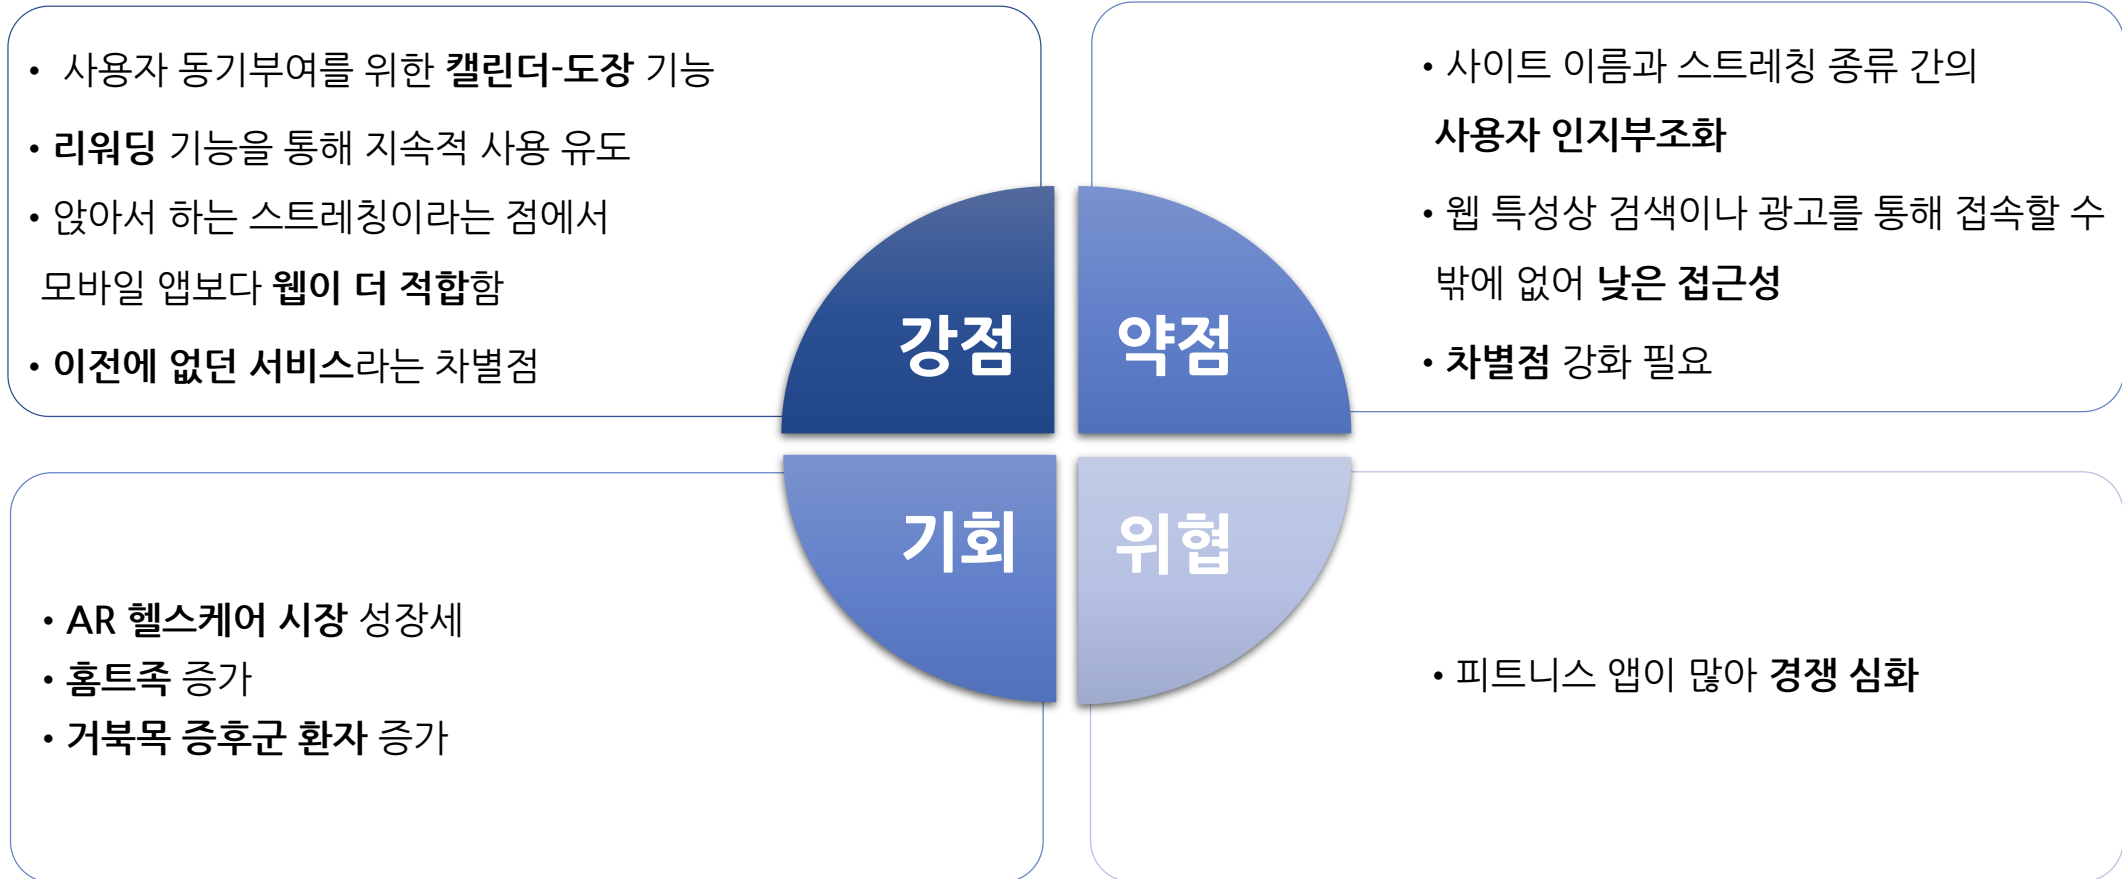 • 사용자 동기부여를 위한 캘린더-도장 기능
• 리워딩 기능을 통해 지속적 사용 유도
• 앉아서 하는 스트레칭이라는 점에서
모바일 앱보다 웹이 더 적합함
• 이전에 없던 서비스라는 차별점
강점
• 사이트 이름과 스트레칭 종류 간의
사용자 인지부조화
• 웹 특성상 검색이나 광고를 통해 접속할 수
밖에 없어 낮은 접근성
• 차별점 강화 필요
약점
기회
• AR 헬스케어 시장 성장세
• 홈트족 증가
• 거북목 증후군 환자 증가
위협
• 피트니스 앱이 많아 경쟁 심화